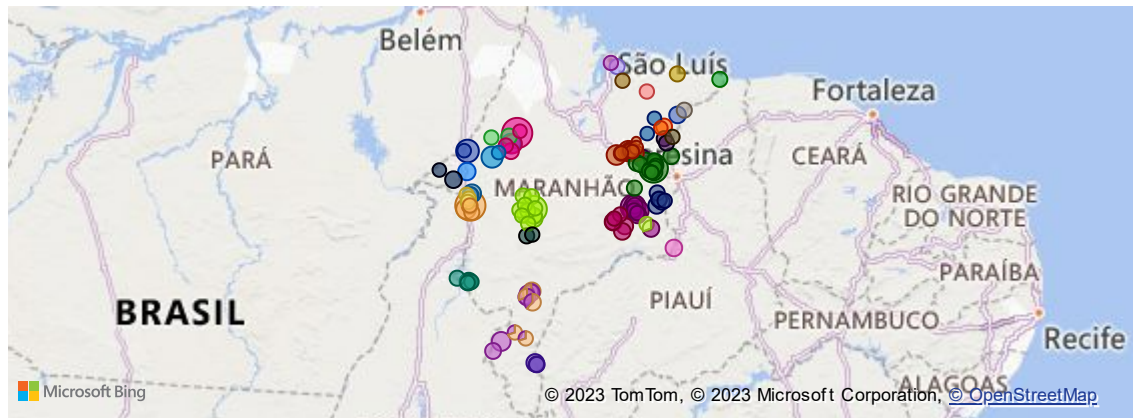 Belém
São Luís
Fortaleza
PARÁ
CEARÁ
MARANHÃO
RIO GRANDE
DO NORTE
PARAÍBA
PIAUÍ
BRASIL
PERNAMBUCO
Recife
ALAGOAS
Microsoft Bing
© 2023 TomTom, © 2023 Microsoft Corporation, © OpenStreetMap